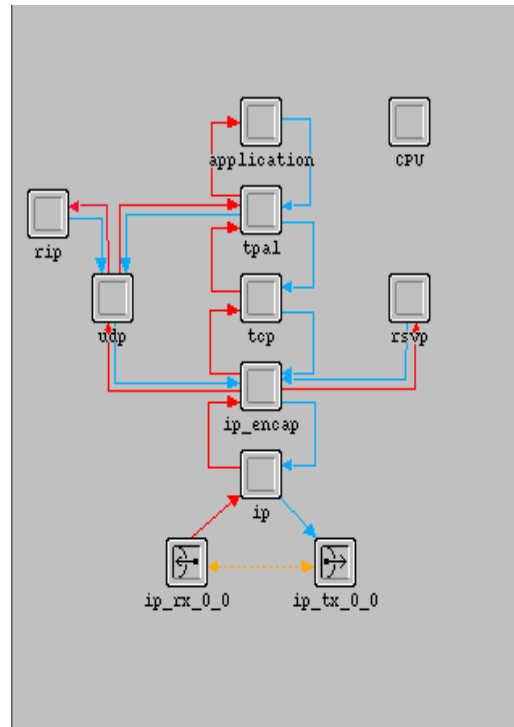 application
CPU
rip
tpal
udp
tcp
rsvp
ip_encap
ip
ip_rx_0_0
ip_tx_0_0